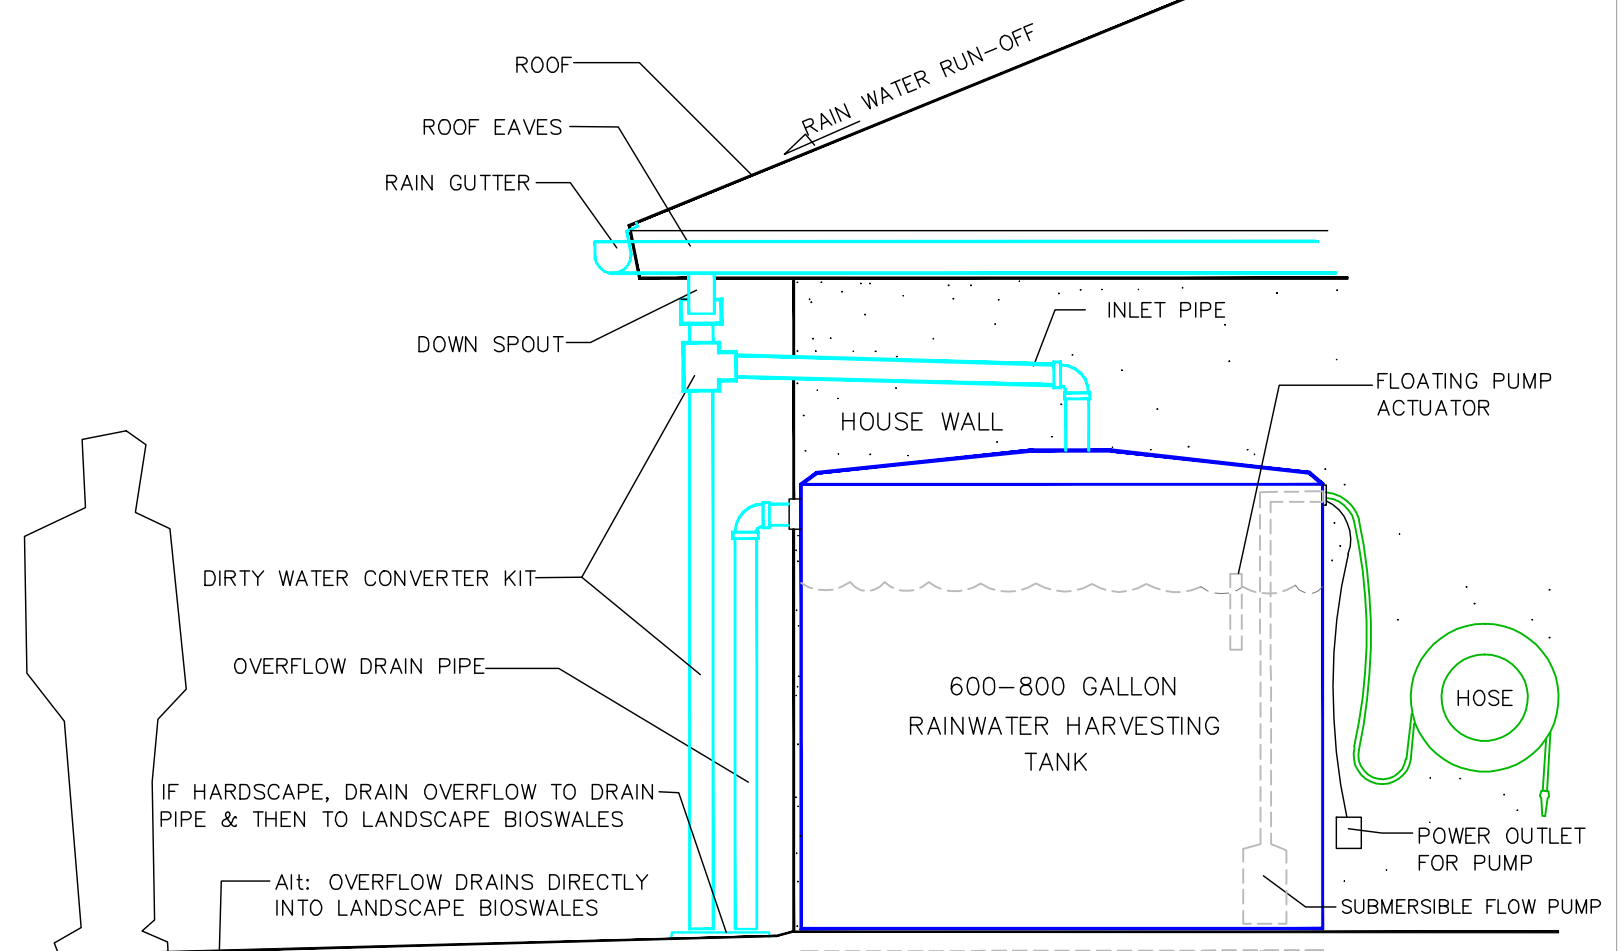 ROOF
RAIN WATER RUN-OFF
ROOF EAVES
RAIN GUTTER
DOWN SPOUT
INLET PIPE
FLOATING PUMP
ACTUATOR
HOUSE WALL
DIRTY WATER CONVERTER KIT
OVERFLOW DRAIN PIPE
600-800 GALLON
RAINWATER HARVESTING
TANK
HOSE
IF HARDSCAPE, DRAIN OVERFLOW TO DRAIN
PIPE & THEN TO LANDSCAPE BIOSWALES
POWER OUTLET
FOR PUMP
Alt: OVERFLOW DRAINS DIRECTLY
INTO LANDSCAPE BIOSWALES
SUBMERSIBLE FLOW PUMP